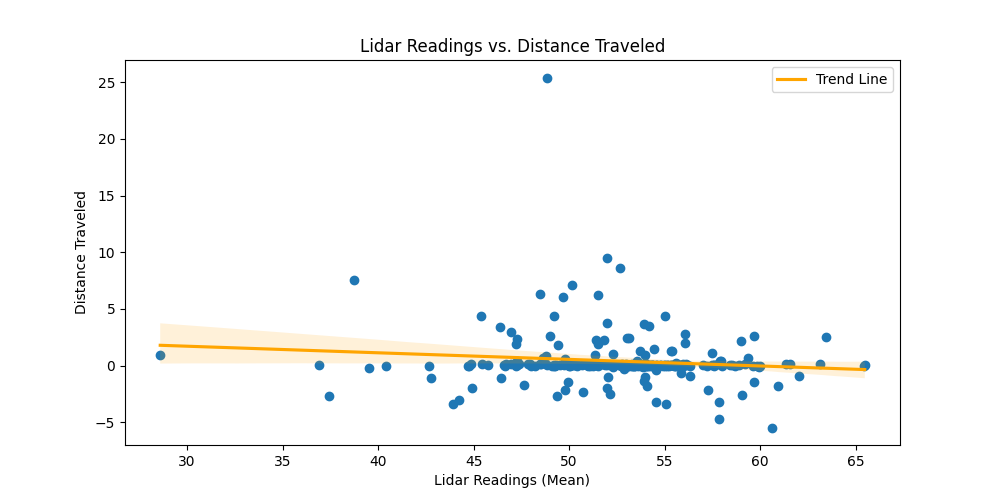 Lidar Readings vs. Distance Traveled
Trend Line
25
20
15
10
5
0
−5
Distance Traveled
30 35 40 45 50 55 60 65
Lidar Readings (Mean)